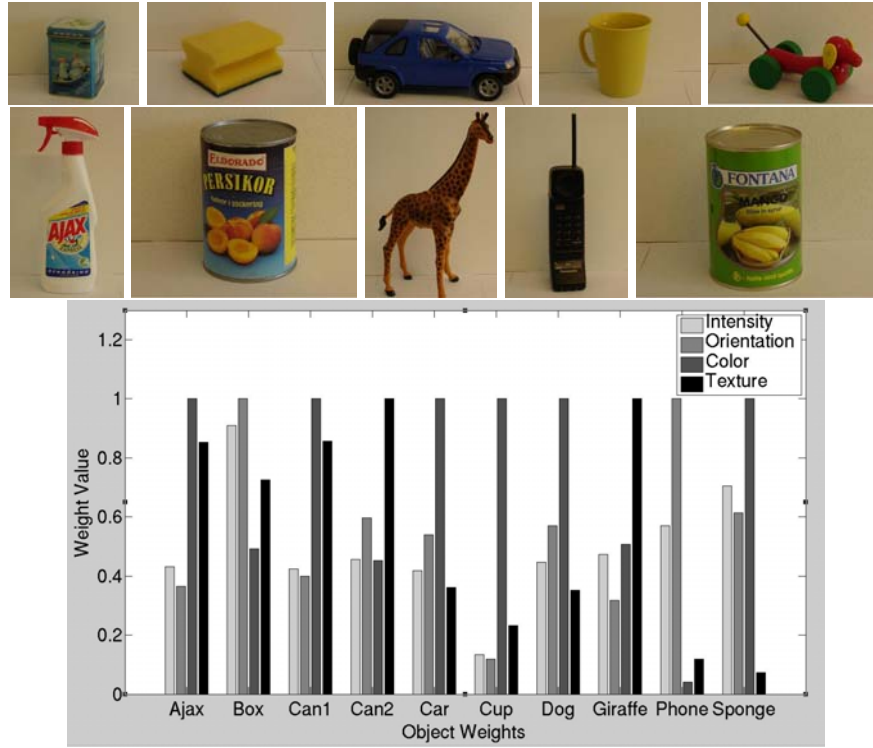 AJAX
ELDORADO
PERSIKOR
FONTANA
MANGO
Intensity
Orientation
Color
Texture
1.2
1
0.8
0.6
0.4
0.2
0
Weight Value
Ajax Box Can1 Can2 Car Cup Dog Giraffe Phone Sponge
Object Weights